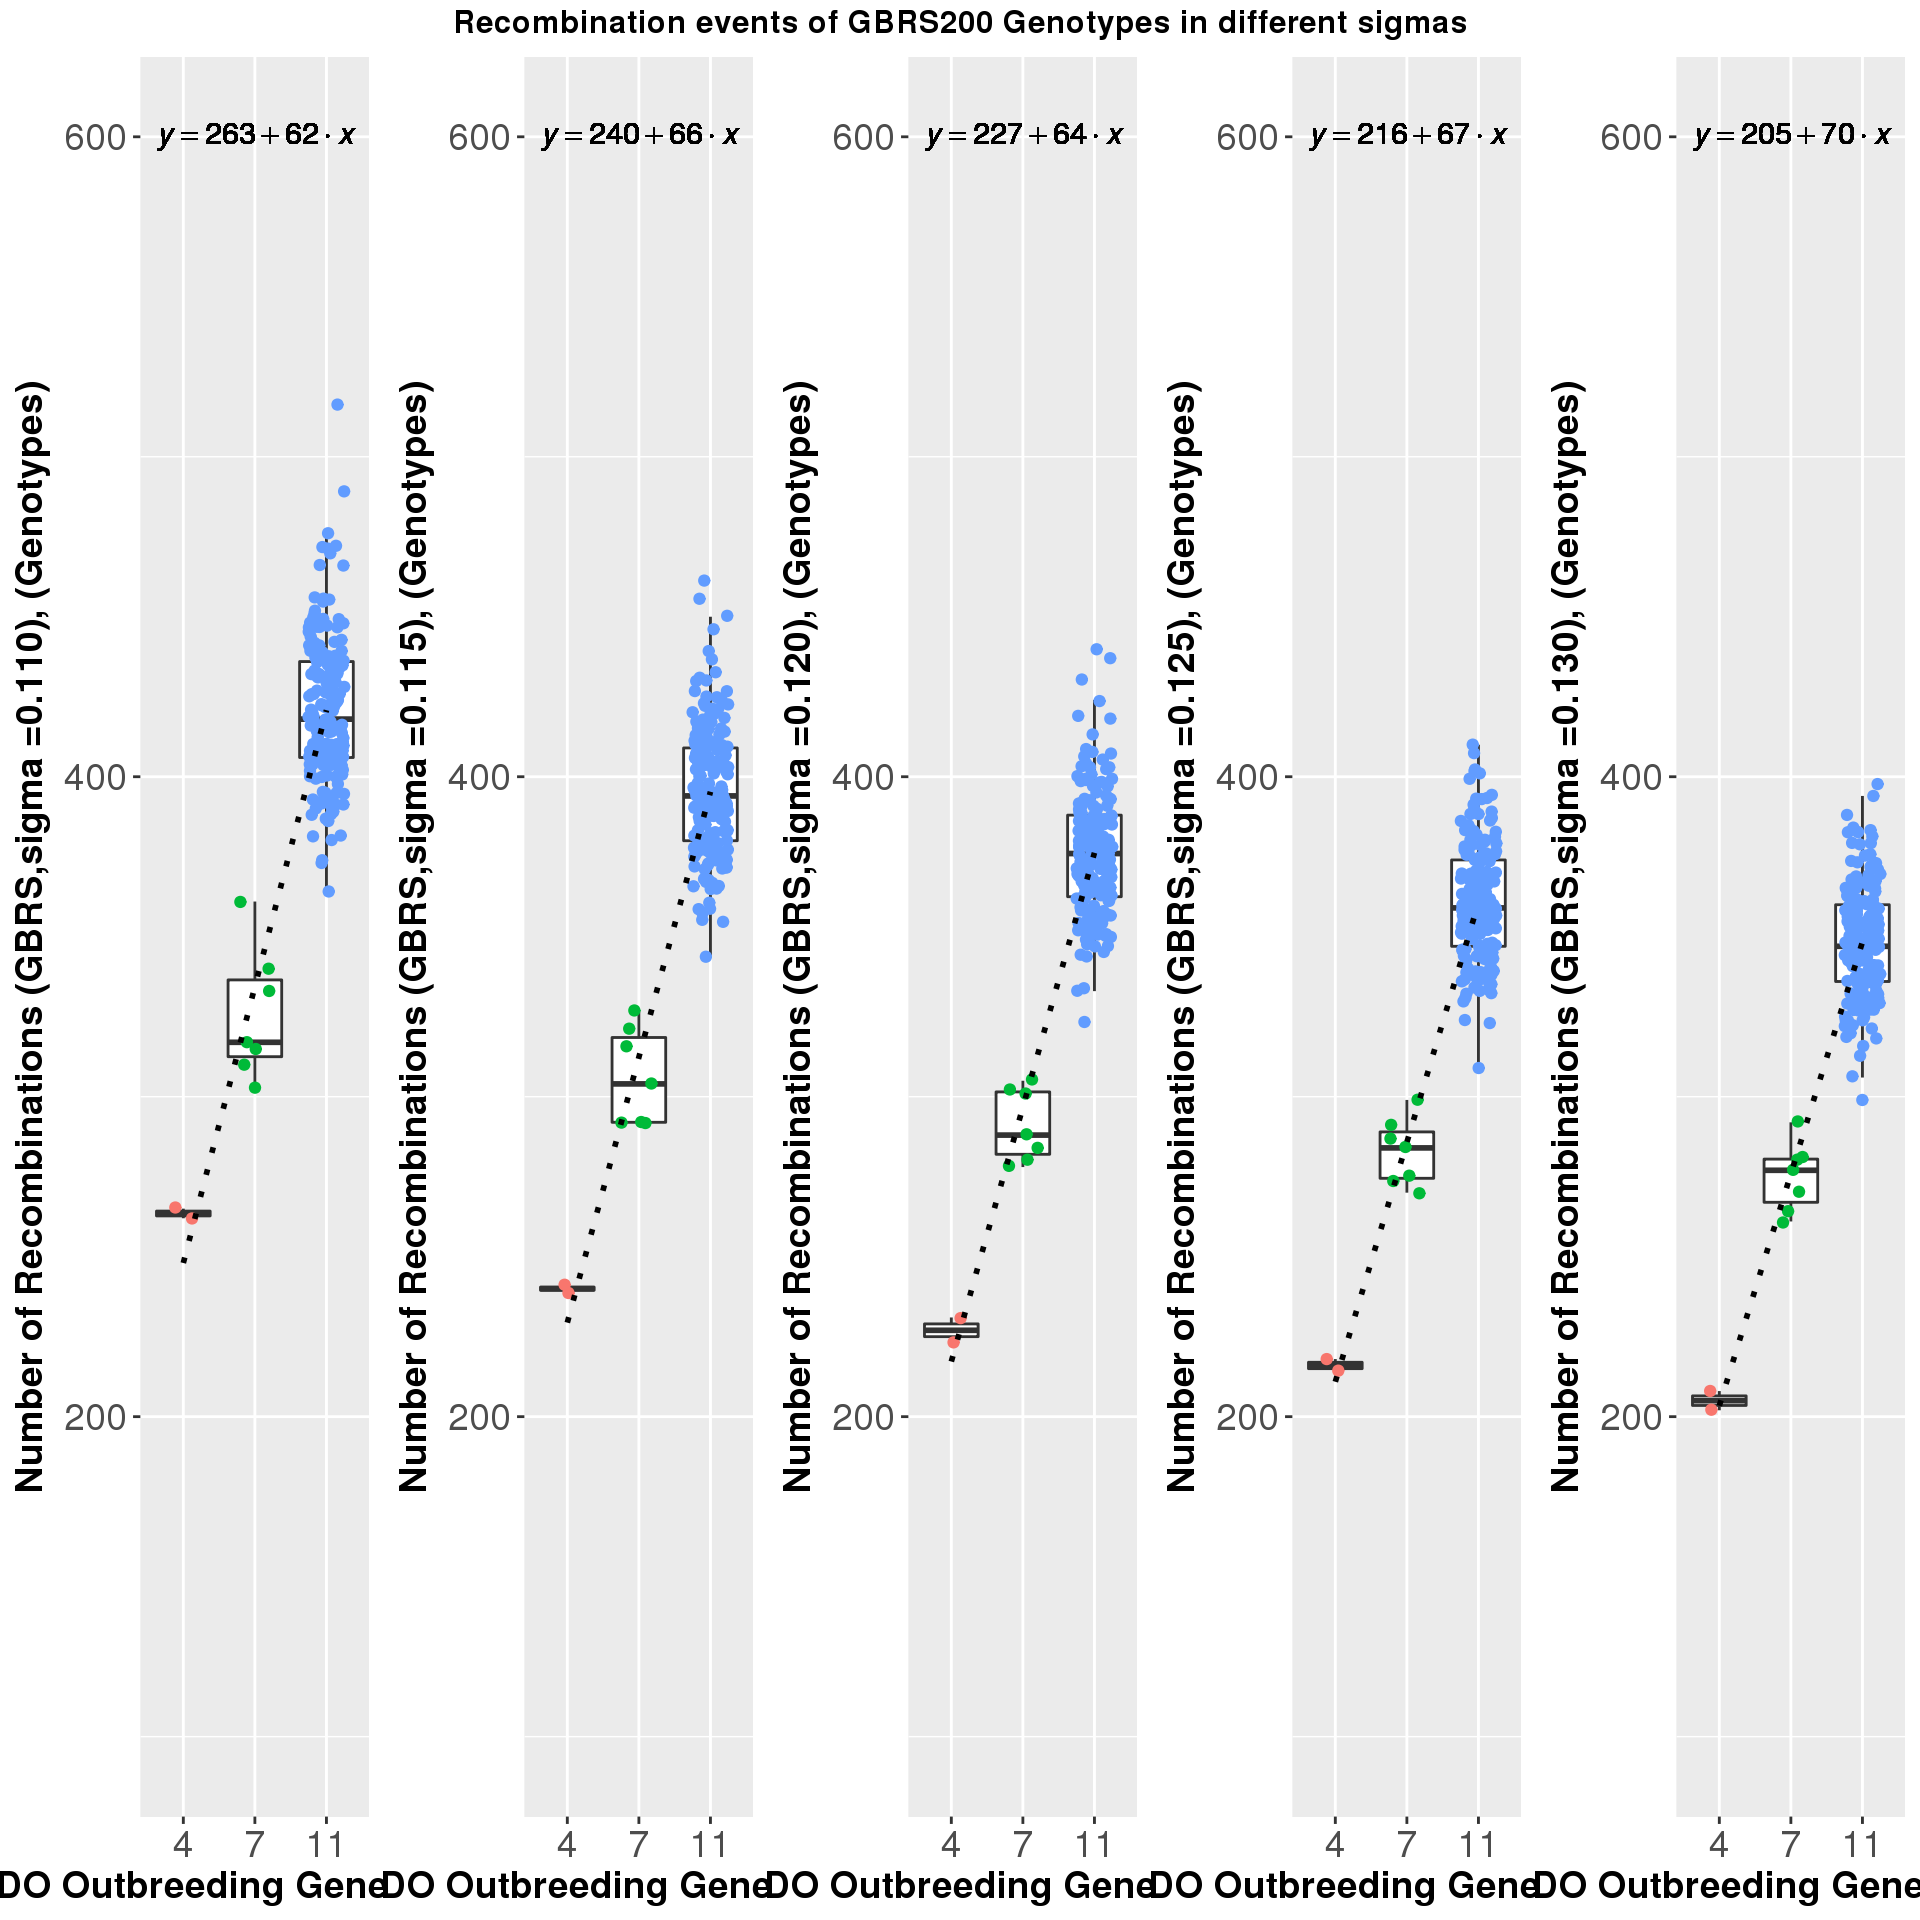 Recombination events of GBRS200 Genotypes in different sigmas
Number of Recombinations (GBRS,sigma =0.110), (Genotypes)
600
400
200
y = 263 + 62 · x
4 7 11
DO Outbreeding Gene
Number of Recombinations (GBRS,sigma =0.115), (Genotypes)
600
400
200
y = 240 + 66 · x
4 7 11
DO Outbreeding Gene
Number of Recombinations (GBRS,sigma =0.120), (Genotypes)
600
400
200
y = 227 + 64 · x
4 7 11
DO Outbreeding Gene
Number of Recombinations (GBRS,sigma =0.125), (Genotypes)
600
400
200
y = 216 + 67 · x
4 7 11
DO Outbreeding Gene
Number of Recombinations (GBRS,sigma =0.130), (Genotypes)
600
400
200
y = 205 + 70 · x
4 7 11
DO Outbreeding Gene